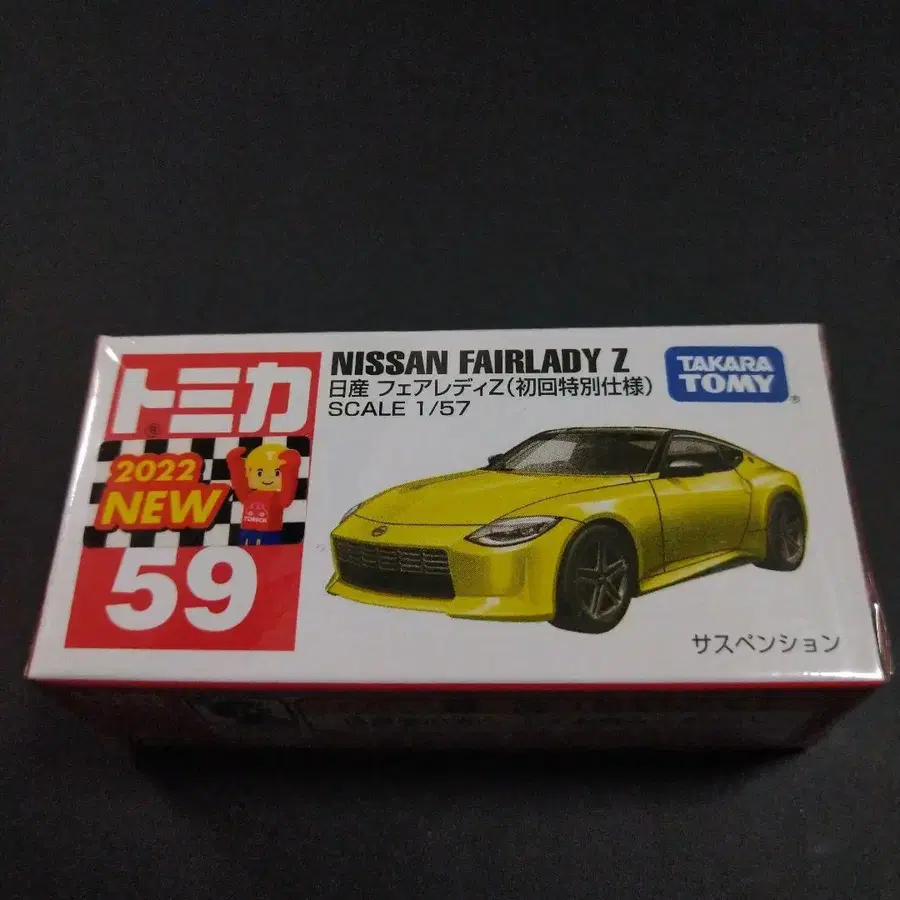 トミカ
®
2022
NEW
TOMICA
59
NISSAN FAIRLADY Z
日産 フェアレディZ(初回特別仕様)
SCALE 1/57
TAKARA
TOMY
®
サスペンション